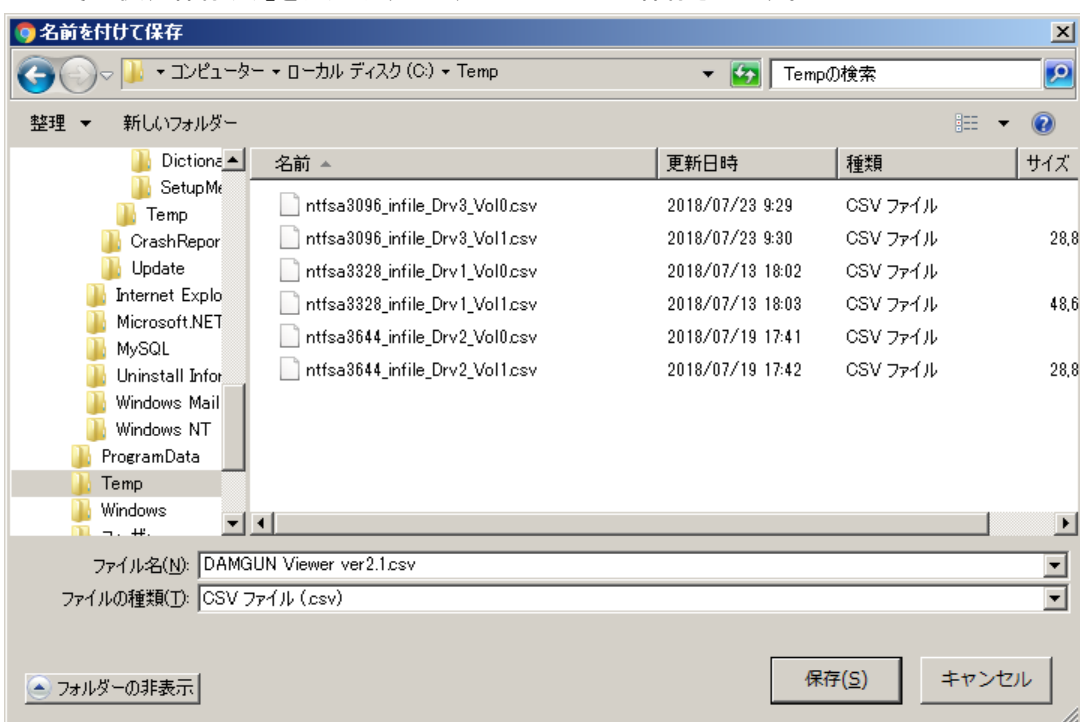 名前を付けて保存
コンピューター ローカル ディスク (C:) Temp
Tempの検索
整理 新しいフォルダー
名前 更新日時 種類 サイズ
Dictiona
SetupMe
Temp
CrashRepor
Update
Internet Explo
Microsoft.NET
MySQL
Uninstall Infor
Windows Mail
Windows NT
ProgramData
Temp
Windows
ntfsa3096_infile_Drv3_Vol0.csv 2018/07/23 9:29 CSV ファイル
ntfsa3096_infile_Drv3_Vol1.csv 2018/07/23 9:30 CSV ファイル 28,8
ntfsa3328_infile_Drv1_Vol0.csv 2018/07/13 18:02 CSV ファイル
ntfsa3328_infile_Drv1_Vol1.csv 2018/07/13 18:03 CSV ファイル 48,6
ntfsa3644_infile_Drv2_Vol0.csv 2018/07/19 17:41 CSV ファイル
ntfsa3644_infile_Drv2_Vol1.csv 2018/07/19 17:42 CSV ファイル 28,8
ファイル名(N): DAMGUN Viewer ver2.1.csv
ファイルの種類(T): CSV ファイル (.csv)
フォルダーの非表示
保存(S) キャンセル